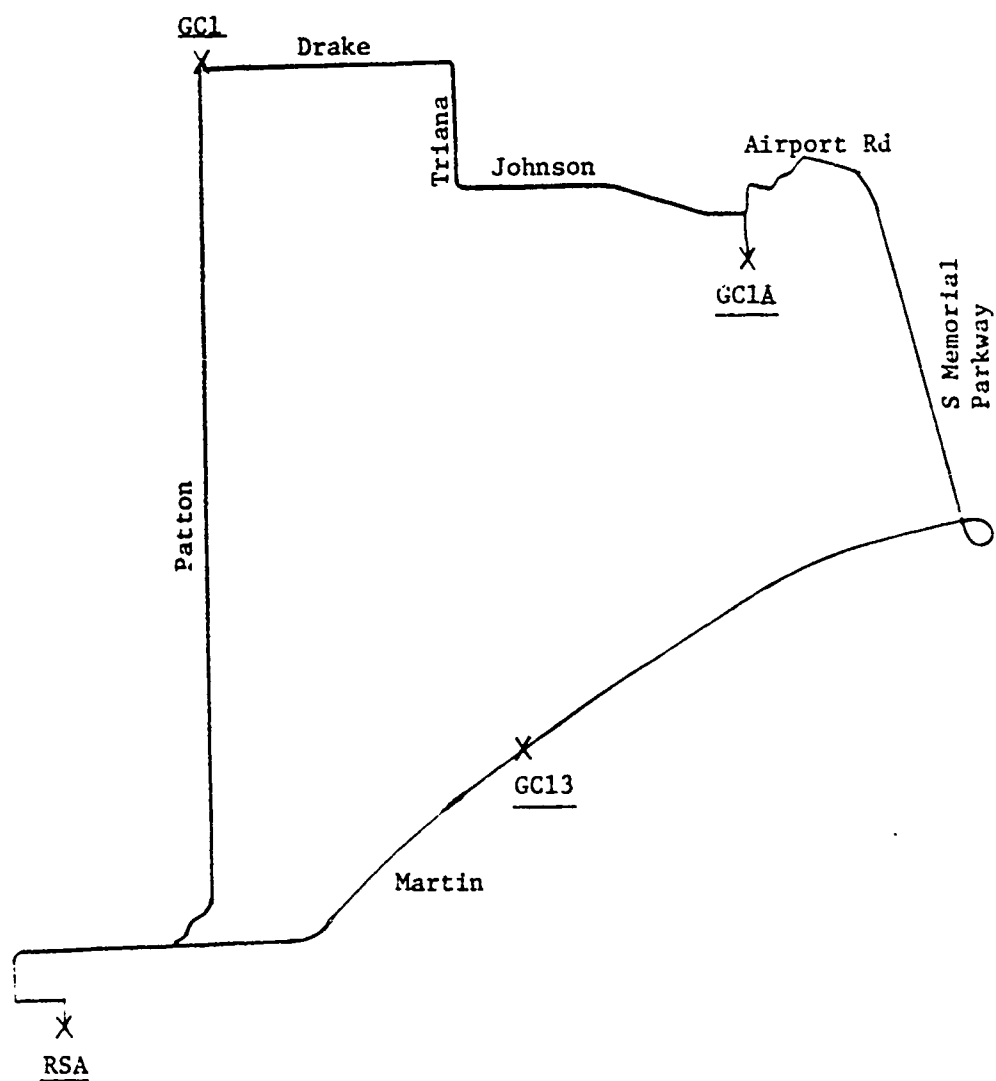 GC1
Drake
Triana
Johnson
Airport Rd
GC1A
S Memorial
Parkway
Patton
GC13
Martin
RSA